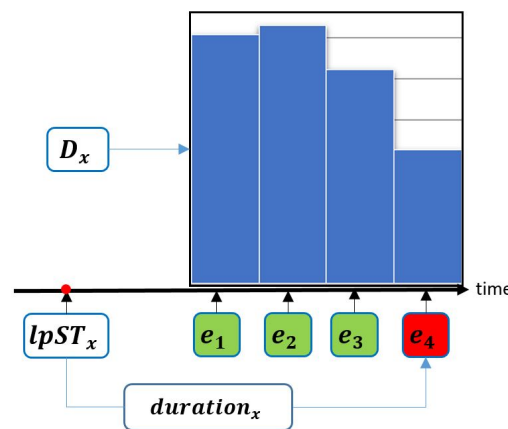 D_x
time
lpST_x
e_1
e_2
e_3
e_4
duration_x